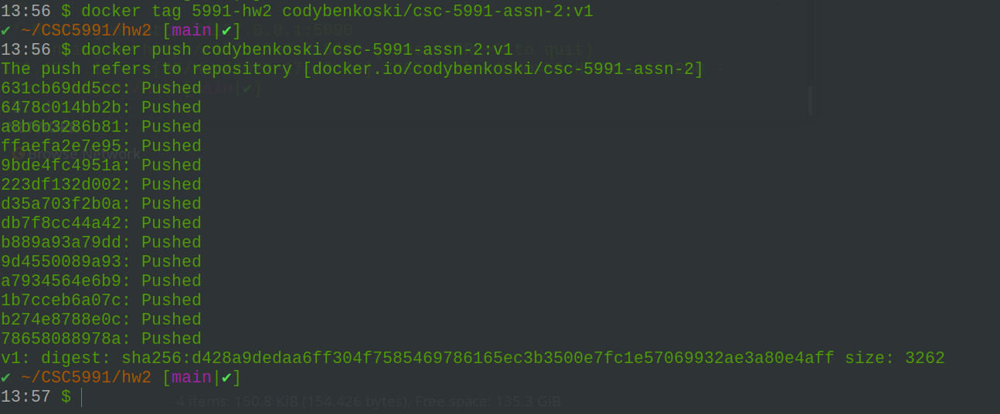 13:56 $ docker tag 5991-hw2 codybenkoski/csc-5991-assn-2:v1
✔ ~/CSC5991/hw2 [main|✔]
13:56 $ docker push codybenkoski/csc-5991-assn-2:v1
The push refers to repository [docker.io/codybenkoski/csc-5991-assn-2]
631cb69dd5cc: Pushed
6478c014bb2b: Pushed
a8b6b3286b81: Pushed
ffaefa2e7e95: Pushed
Browse Network
9bde4fc4951a: Pushed
223df132d002: Pushed
d35a703f2b0a: Pushed
db7f8cc44a42: Pushed
b889a93a79dd: Pushed
9d4550089a93: Pushed
a7934564e6b9: Pushed
1b7cceb6a07c: Pushed
b274e8788e0c: Pushed
78658088978a: Pushed
v1: digest: sha256:d428a9dedaa6ff304f7585469786165ec3b3500e7fc1e57069932ae3a80e4aff size: 3262
✔ ~/CSC5991/hw2 [main|✔]
13:57 $
4 items: 150.8 KiB (154,426 bytes), Free space: 135.3 GiB